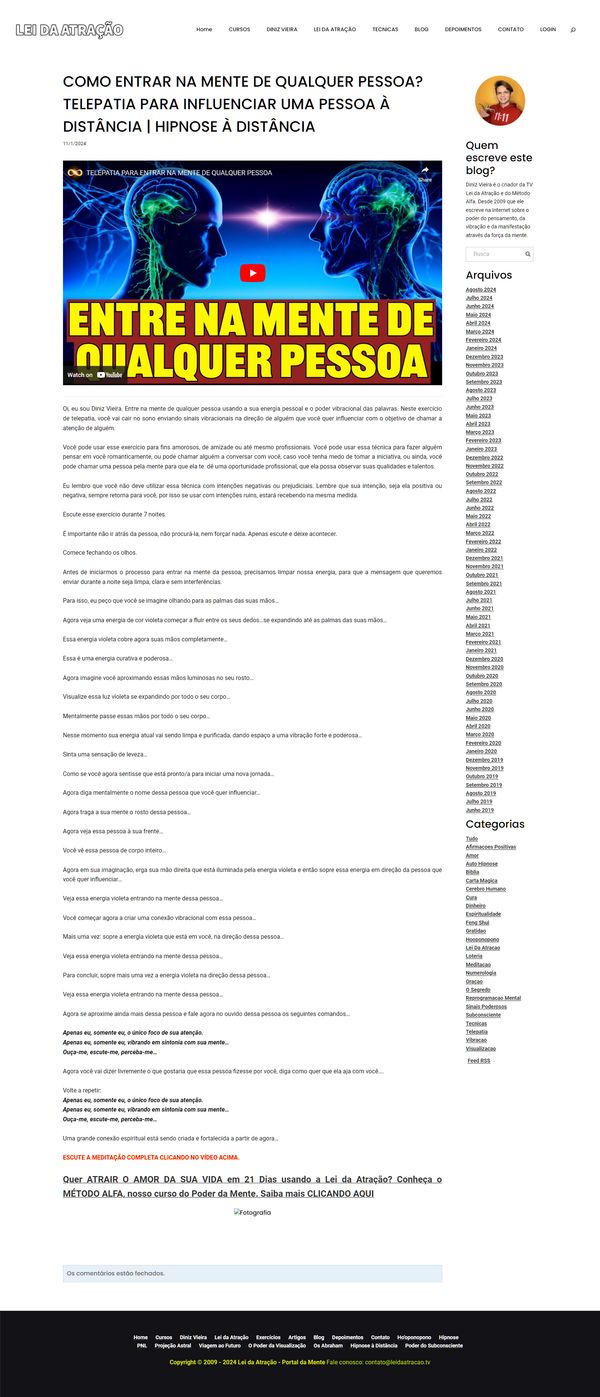 LEI DA ATRAÇÃO
Home CURSOS DINIZ VIEIRA LEI DA ATRAÇÃO TECNICAS BLOG DEPOIMENTOS CONTATO LOGIN
COMO ENTRAR NA MENTE DE QUALQUER PESSOA?
TELEPATIA PARA INFLUENCIAR UMA PESSOA À
DISTÂNCIA | HIPNOSE À DISTÂNCIA
11/1/2024
TELEPATIA PARA ENTRAR NA MENTE DE QUALQUER PESSOA
Share
ENTRE NA MENTE DE
QUALQUER PESSOA
Watch on YouTube
Oi, eu sou Diniz Vieira. Entre na mente de qualquer pessoa usando a sua energia pessoal e o poder vibracional das palavras. Neste exercício
de telepatia, você vai cair no sono enviando sinais vibracionais na direção de alguém que você quer influenciar com o objetivo de chamar a
atenção de alguém.
Você pode usar esse exercício para fins amorosos, de amizade ou até mesmo profissionais. Você pode usar essa técnica para fazer alguém
pensar em você romanticamente, ou pode chamar alguém a conversar com você, caso você tenha medo de tomar a iniciativa, ou ainda, você
pode chamar uma pessoa pela mente para que ela te dê uma oportunidade profissional, que ela possa observar suas qualidades e talentos.
Eu lembro que você não deve utilizar essa técnica com intenções negativas ou prejudiciais. Lembre que sua intenção, seja ela positiva ou
negativa, sempre retorna para você, por isso se usar com intenções ruins, estará recebendo na mesma medida.
Escute esse exercício durante 7 noites.
É importante não ir atrás da pessoa, não procurá-la, nem forçar nada. Apenas escute e deixe acontecer.
Comece fechando os olhos.
Antes de iniciarmos o processo para entrar na mente da pessoa, precisamos limpar nossa energia, para que a mensagem que queremos
enviar durante a noite seja limpa, clara e sem interferências.
Para isso, eu peço que você se imagine olhando para as palmas das suas mãos...
Agora veja uma energia de cor violeta começar a fluir entre os seus dedos...se expandindo até as palmas das suas mãos...
Essa energia violeta cobre agora suas mãos completamente...
Essa é uma energia curativa e poderosa...
Agora imagine você aproximando essas mãos luminosas no seu rosto...
Visualize essa luz violeta se expandindo por todo o seu corpo...
Mentalmente passe essas mãos por todo o seu corpo...
Nesse momento sua energia atual vai sendo limpa e purificada, dando espaço a uma vibração forte e poderosa...
Sinta uma sensação de leveza...
Como se você agora sentisse que está pronto/a para iniciar uma nova jornada...
Agora diga mentalmente o nome dessa pessoa que você quer influenciar...
Agora traga a sua mente o rosto dessa pessoa...
Agora veja essa pessoa à sua frente...
Você vê essa pessoa de corpo inteiro...
Agora em sua imaginação, erga sua mão direita que está iluminada pela energia violeta e então sopre essa energia em direção da pessoa que
você quer influenciar...
Veja essa energia violeta entrando na mente dessa pessoa...
Você começar agora a criar uma conexão vibracional com essa pessoa...
Mais uma vez: sopre a energia violeta que está em você, na direção dessa pessoa...
Veja essa energia violeta entrando na mente dessa pessoa...
Para concluir, sopre mais uma vez a energia violeta na direção dessa pessoa...
Veja essa energia violeta entrando na mente dessa pessoa...
Agora se aproxime ainda mais dessa pessoa e fale agora no ouvido dessa pessoa os seguintes comandos...
Apenas eu, somente eu, o único foco de sua atenção.
Apenas eu, somente eu, vibrando em sintonia com sua mente...
Ouça-me, escute-me, perceba-me...
Agora você vai dizer livremente o que gostaria que essa pessoa fizesse por você, diga como quer que ela aja com você....
Volte a repetir:
Apenas eu, somente eu, o único foco de sua atenção.
Apenas eu, somente eu, vibrando em sintonia com sua mente...
Ouça-me, escute-me, perceba-me...
Uma grande conexão espiritual está sendo criada e fortalecida a partir de agora...
ESCUTE A MEDITAÇÃO COMPLETA CLICANDO NO VÍDEO ACIMA.
Quer ATRAIR O AMOR DA SUA VIDA em 21 Dias usando a Lei da Atração? Conheça o
MÉTODO ALFA, nosso curso do Poder da Mente. Saiba mais CLICANDO AQUI
Fotografia
Os comentários estão fechados.
11:11
Quem
escreve este
blog?
Diniz Vieira é o criador da TV
Lei da Atração e do Método
Alfa. Desde 2009 que ele
escreve na internet sobre o
poder do pensamento, da
vibração e da manifestação
através da força da mente.
Busca
Arquivos
Agosto 2024
Julho 2024
Junho 2024
Maio 2024
Abril 2024
Março 2024
Fevereiro 2024
Janeiro 2024
Dezembro 2023
Novembro 2023
Outubro 2023
Setembro 2023
Agosto 2023
Julho 2023
Junho 2023
Maio 2023
Abril 2023
Março 2023
Fevereiro 2023
Janeiro 2023
Dezembro 2022
Novembro 2022
Outubro 2022
Setembro 2022
Agosto 2022
Julho 2022
Junho 2022
Maio 2022
Abril 2022
Março 2022
Fevereiro 2022
Janeiro 2022
Dezembro 2021
Novembro 2021
Outubro 2021
Setembro 2021
Agosto 2021
Julho 2021
Junho 2021
Maio 2021
Abril 2021
Março 2021
Fevereiro 2021
Janeiro 2021
Dezembro 2020
Novembro 2020
Outubro 2020
Setembro 2020
Agosto 2020
Julho 2020
Junho 2020
Maio 2020
Abril 2020
Março 2020
Fevereiro 2020
Janeiro 2020
Dezembro 2019
Novembro 2019
Outubro 2019
Setembro 2019
Agosto 2019
Julho 2019
Junho 2019
Categorias
Tudo
Afirmacoes Positivas
Amor
Auto Hipnose
Biblia
Carta Magica
Cerebro Humano
Cura
Dinheiro
Espiritualidade
Feng Shui
Gratidao
Hooponopono
Lei Da Atracao
Loteria
Meditacao
Numerologia
Oracao
O Segredo
Reprogramacao Mental
Sinais Poderosos
Subconsciente
Tecnicas
Telepatia
Vibracao
Visualizacao
Feed RSS
Home Cursos Diniz Vieira Lei da Atração Exercícios Artigos Blog Depoimentos Contato Ho'oponopono Hipnose
PNL Projeção Astral Viagem ao Futuro O Poder da Visualização Os Abraham Hipnose à Distância Poder do Subconsciente
Copyright © 2009 - 2024 Lei da Atração - Portal da Mente Fale conosco: contato@leidaatracao.tv